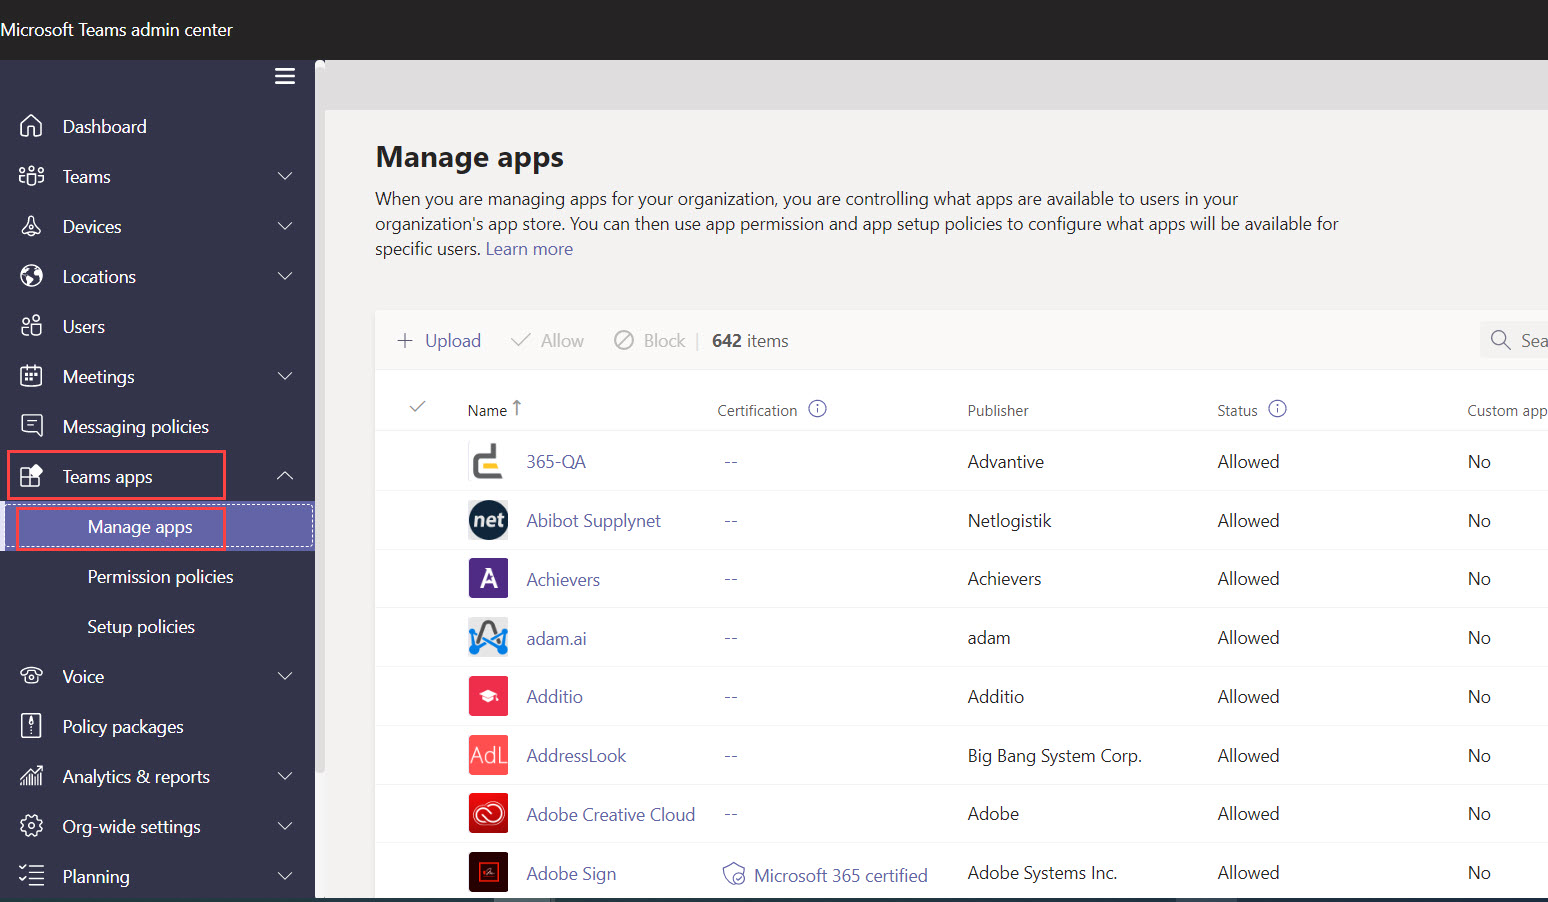 Microsoft Teams admin center
Dashboard
Teams
Devices
Locations
Users
Meetings
Messaging policies
Teams apps
Manage apps
Permission policies
Setup policies
Voice
Policy packages
Analytics & reports
Org-wide settings
Planning
Manage apps
When you are managing apps for your organization, you are controlling what apps are available to users in your
organization's app store. You can then use app permission and app setup policies to configure what apps will be available for
specific users. Learn more
+ Upload Allow Block | 642 items Sea
Name ↑ Certification Publisher Status Custom app
365-QA -- Advantive Allowed No
net Abibot Supplynet -- Netlogistik Allowed No
A Achievers -- Achievers Allowed No
adam.ai -- adam Allowed No
Additio -- Additio Allowed No
AdL AddressLook -- Big Bang System Corp. Allowed No
Adobe Creative Cloud -- Adobe Allowed No
Adobe Sign Microsoft 365 certified Adobe Systems Inc. Allowed No